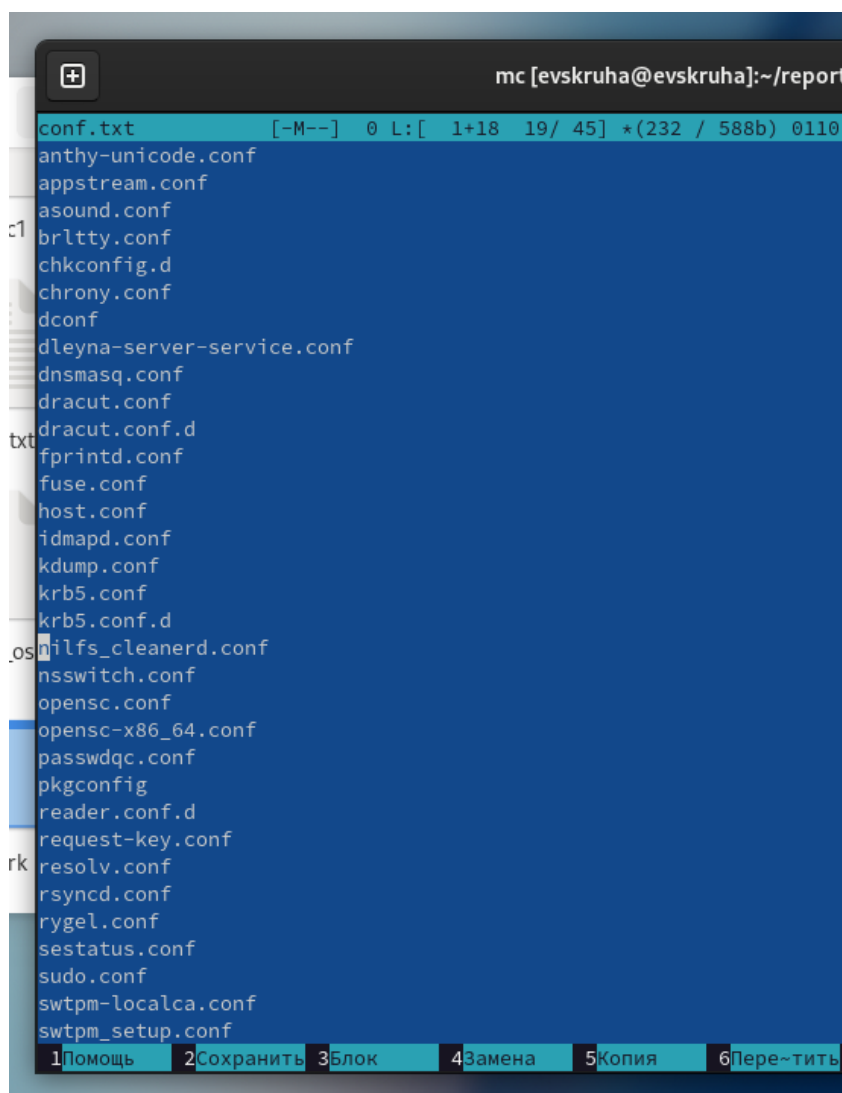 mc [evskruha@evskruha]:~/report
conf.txt [-M--] 0 L:[ 1+18 19/ 45] *(232 / 588b) 0110
anthy-unicode.conf
appstream.conf
asound.conf
c1
brltty.conf
chkconfig.d
chrony.conf
dconf
dleyna-server-service.conf
dnsmasq.conf
dracut.conf
dracut.conf.d
txt
fprintd.conf
fuse.conf
host.conf
idmapd.conf
kdump.conf
krb5.conf
krb5.conf.d
_os
nilfs_cleanerd.conf
nsswitch.conf
opensc.conf
opensc-x86_64.conf
passwdqc.conf
pkgconfig
reader.conf.d
request-key.conf
rk
resolv.conf
rsyncd.conf
rygel.conf
sestatus.conf
sudo.conf
swtpm-localca.conf
swtpm_setup.conf
1Помощь 2Сохранить 3Блок 4Замена 5Копия 6Пере~тить